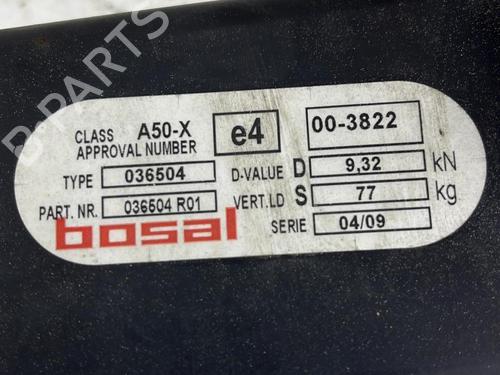 B-PARTS
CLASS A50-X e4 00-3822
APPROVAL NUMBER
TYPE 036504 D-VALUE D 9,32 kN
PART. NR. 036504 R01 VERT.LD S 77 kg
bosal SERIE 04/09